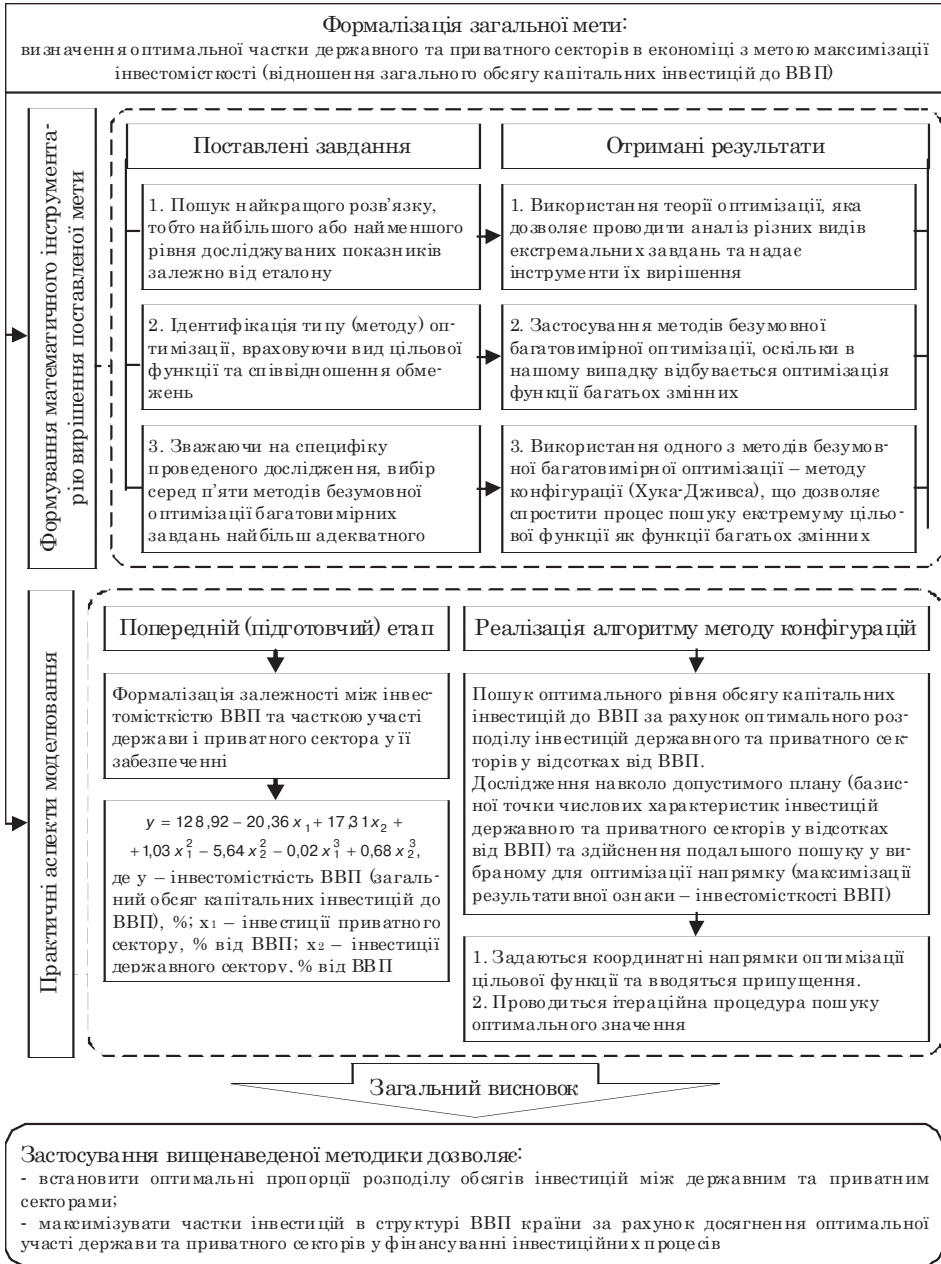 Формалізація загальної мети:
визначення оптимальної частки державного та приватного секторів в економіці з метою максимізації
інвестомісткості (відношення загального обсягу капітальних інвестицій до ВВП)
Формування математичного інструмента-
рію вирішення поставленої мети
Поставлені завдання
Отримані результати
1. Пошук найкращого розв’язку,
тобто найбільшого або найменшого
рівня досліджуваних показників
залежно від еталону
1. Використання теорії оптимізації, яка
дозволяє проводити аналіз різних видів
екстремальних завдань та надає
інструменти їх вирішення
2. Ідентифікація типу (методу) оп-
тимізації, враховуючи вид цільової
функції та співвідношення обме-
жень
2. Застосування методів безумовної
багатовимірної оптимізації, оскільки в
нашому випадку відбувається оптимізація
функції багатьох змінних
3. Зважаючи на специфіку
проведеного дослідження, вибір
серед п’яти методів безумовної
оптимізації багатовимірних
завдань найбільш адекватного
3. Використання одного з методів безумов-
ної багатовимірної оптимізації – методу
конфігурації (Хука-Дживса), що дозволяє
спростити процес пошуку екстремуму цільо-
вої функції як функції багатьох змінних
Практичні аспекти моделювання
Попередній (підготовчий) етап
Формалізація залежності між інвес-
томісткістю ВВП та часткою участі
держави і приватного сектора у її
забезпеченні
y = 128,92 – 20,36 x₁ + 17,31x₂ +
+ 1,03 x₁² – 5,64 x₂² – 0,02 x₁³ + 0,68 x₂³,
де y – інвестомісткість ВВП (загаль-
ний обсяг капітальних інвестицій
до ВВП), %; x₁ – інвестиції приватного
сектору, % від ВВП; x₂ – інвестиції
державного сектору, % від ВВП
Реалізація алгоритму методу конфігурацій
Пошук оптимального рівня обсягу капітальних
інвестицій до ВВП за рахунок оптимального роз-
поділу інвестицій державного та приватного сек-
торів у відсотках від ВВП.
Дослідження навколо допустимого плану (базис-
ної точки числових характеристик інвестицій
державного та приватного секторів у відсотках
від ВВП) та здійснення подальшого пошуку у ви-
браному для оптимізації напрямку (максимізації
результативної ознаки – інвестомісткості ВВП)
1. Задаються координатні напрямки оптимізації
цільової функції та вводяться припущення.
2. Проводиться ітераційна процедура пошуку
оптимального значення
Загальний висновок
Застосування вищенаведеної методики дозволяє:
- встановити оптимальні пропорції розподілу обсягів інвестицій між державним та приватним
секторами;
- максимізувати частки інвестицій в структурі ВВП країни за рахунок досягнення оптимальної
участі держави та приватного секторів у фінансуванні інвестиційних процесів